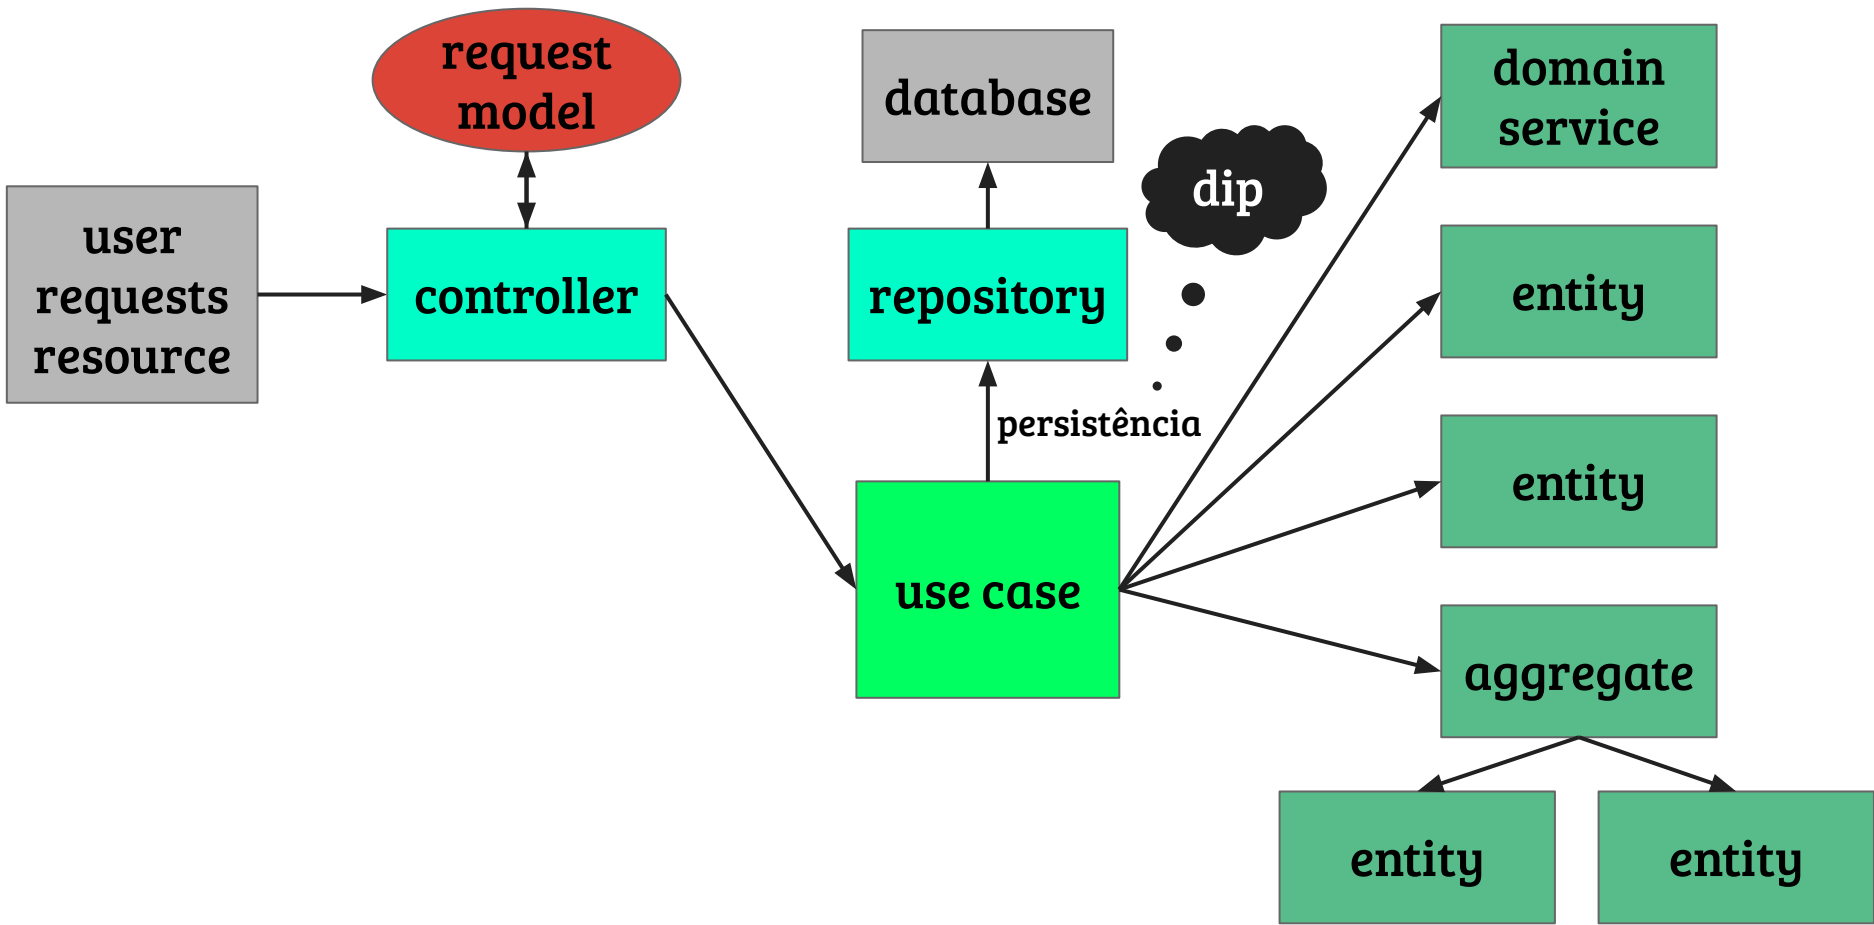 request
model
user
requests
resource
controller
database
repository
dip
persistência
use case
domain
service
entity
entity
aggregate
entity
entity